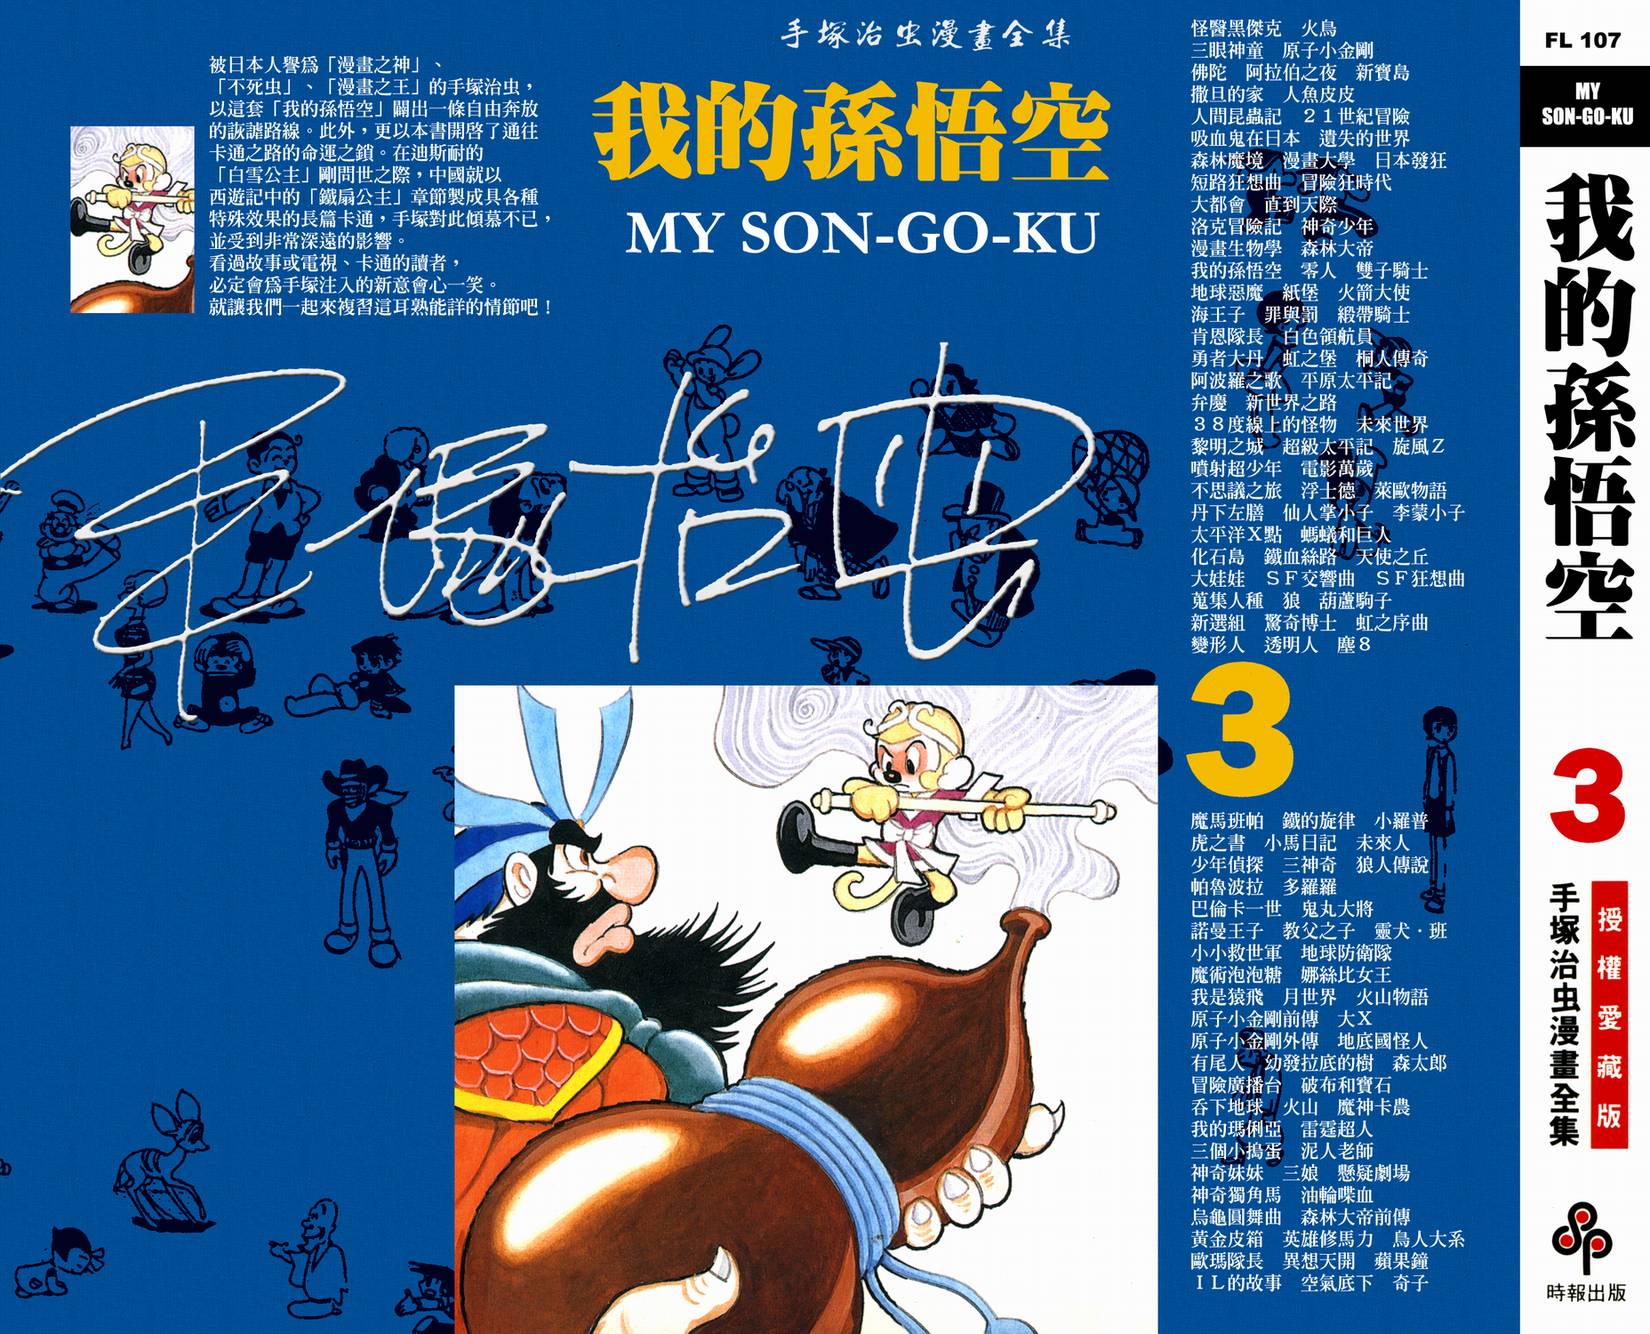 手塚治虫漫畫全集
我的孫悟空
MY SON-GO-KU
被日本人譽爲「漫畫之神」、
「不死虫」、「漫畫之王」的手塚治虫，
以這套「我的孫悟空」闢出一條自由奔放
的詼謔路線。此外，更以本書開啓了通往
卡通之路的命運之鎖。在迪斯耐的
「白雪公主」剛問世之際，中國就以
西遊記中的「鐵扇公主」章節製成具各種
特殊效果的長篇卡通，手塚對此傾慕不已，
並受到非常深遠的影響。
看過故事或電視、卡通的讀者，
必定會爲手塚注入的新意會心一笑。
就讓我們一起來複習這耳熟能詳的情節吧！
怪醫黑傑克　火鳥
三眼神童　原子小金剛
佛陀　阿拉伯之夜　新寶島
撒旦的家　人魚皮皮
人間昆蟲記　２１世紀冒險
吸血鬼在日本　遺失的世界
森林魔境　漫畫大學　日本發狂
短路狂想曲　冒險狂時代
大都會　直到天際
洛克冒險記　神奇少年
漫畫生物學　森林大帝
我的孫悟空　零人　雙子騎士
地球惡魔　紙堡　火箭大使
海王子　罪與罰　緞帶騎士
肯恩隊長　白色領航員
勇者大丹　虹之堡　桐人傳奇
阿波羅之歌　平原太平記
弁慶　新世界之路
３８度線上的怪物　未來世界
黎明之城　超級太平記　旋風Ｚ
噴射超少年　電影萬歲
不思議之旅　浮士德　萊歐物語
丹下左膳　仙人掌小子　李蒙小子
太平洋Ｘ點　螞蟻和巨人
化石島　鐵血絲路　天使之丘
大娃娃　ＳＦ交響曲　ＳＦ狂想曲
蒐集人種　狼　葫蘆駒子
新選組　驚奇博士　虹之序曲
變形人　透明人　塵８
3
魔馬班帕　鐵的旋律　小羅普
虎之書　小馬日記　未來人
少年偵探　三神奇　狼人傳說
帕魯波拉　多羅羅
巴倫卡一世　鬼丸大將
諾曼王子　教父之子　靈犬・班
小小救世軍　地球防衛隊
魔術泡泡糖　娜絲比女王
我是猿飛　月世界　火山物語
原子小金剛前傳　大Ｘ
原子小金剛外傳　地底國怪人
有尾人　幼發拉底的樹　森太郎
冒險廣播台　破布和寶石
吞下地球　火山　魔神卡農
我的瑪俐亞　雷霆超人
三個小搗蛋　泥人老師
神奇妹妹　三娘　懸疑劇場
神奇獨角馬　油輪喋血
烏龜圓舞曲　森林大帝前傳
黃金皮箱　英雄修馬力　鳥人大系
歐瑪隊長　異想天開　蘋果鐘
ＩＬ的故事　空氣底下　奇子
FL 107
MY
SON-GO-KU
我的孫悟空
3
授權愛藏版
手塚治虫漫畫全集
時報出版